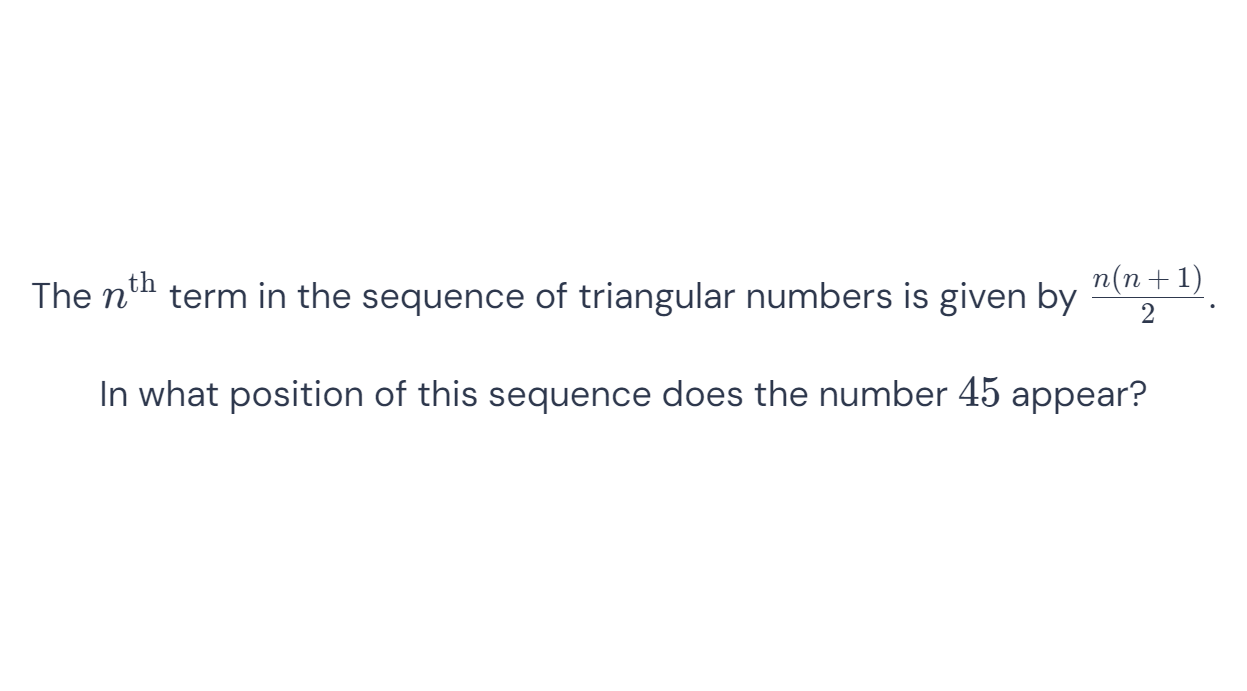 The $n^{\text{th}}$ term in the sequence of triangular numbers is given by $\frac{n(n+1)}{2}$.
In what position of this sequence does the number $45$ appear?